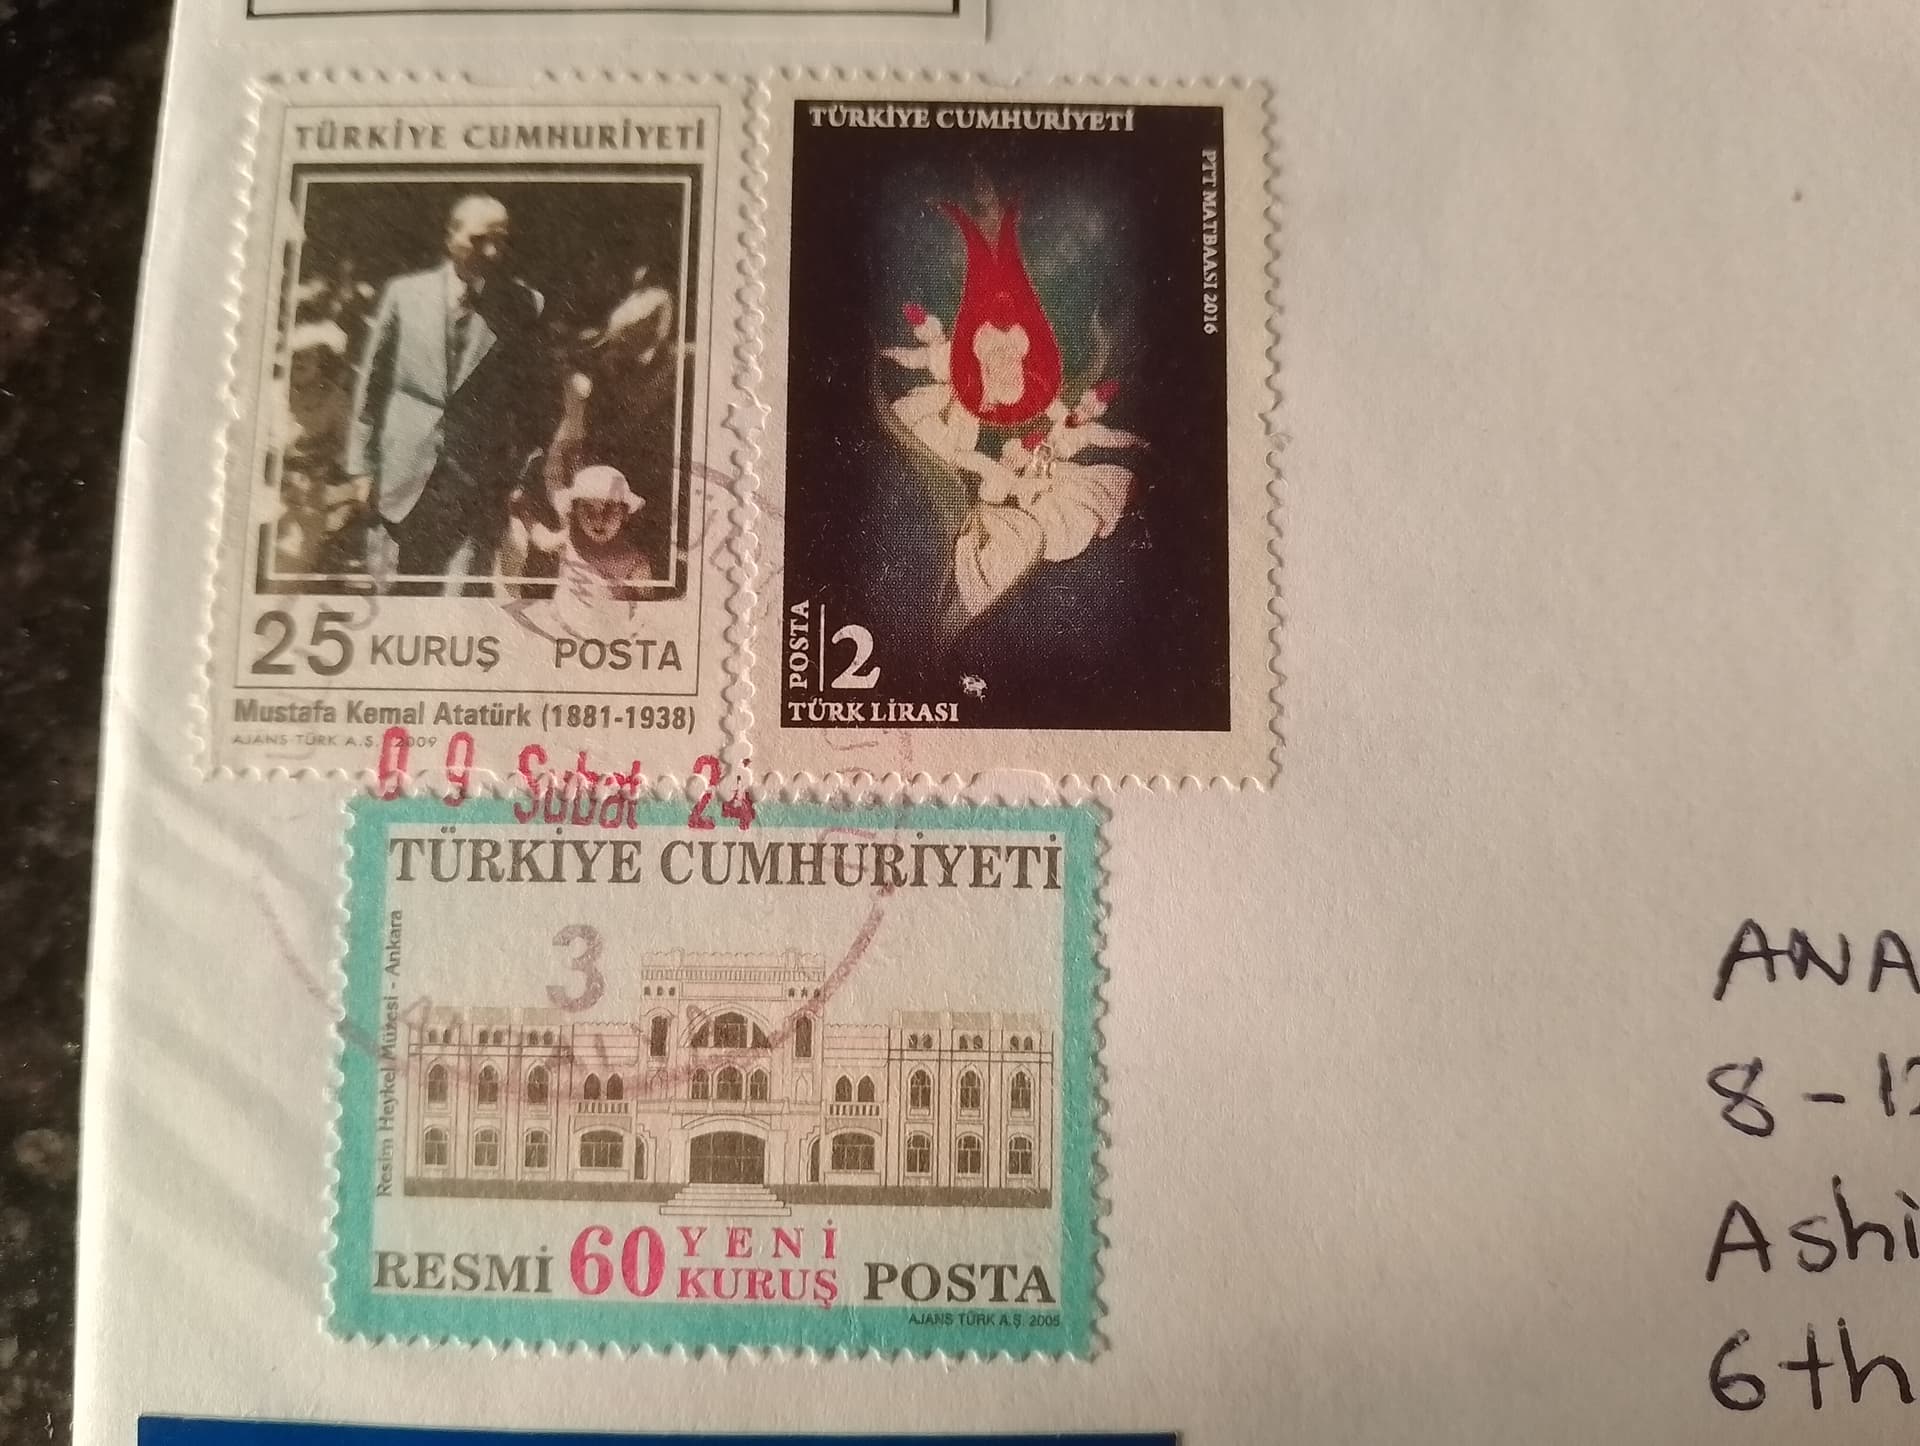 TÜRKİYE CUMHURİYETİ
25 KURUŞ POSTA
Mustafa Kemal Atatürk (1881-1938)
AJANS TÜRK A.Ş. 2009
TÜRKİYE CUMHURİYETİ
PTT MATBAASI 2016
POSTA
2
TÜRK LİRASI
09 Şubat 24
TÜRKİYE CUMHURİYETİ
3
Resim Heykel Müzesi - Ankara
RESMİ 60 YENİ KURUŞ POSTA
AJANS TÜRK A.Ş. 2005
ANA
8-12
Ashi
6th